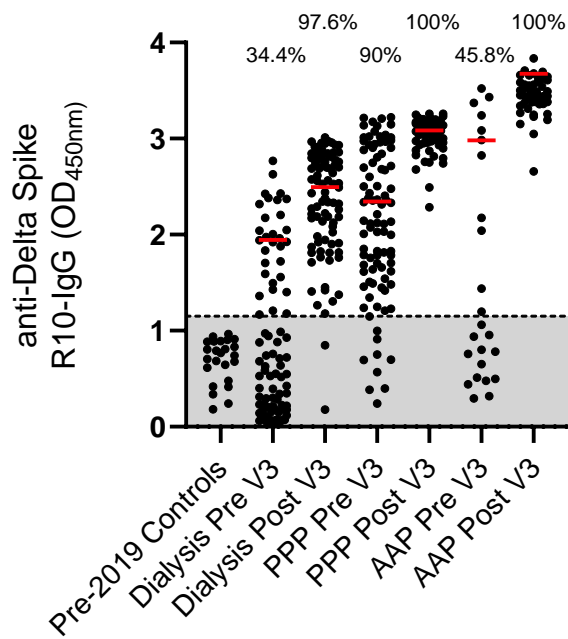 97.6% 100% 100%
34.4% 90% 45.8%
4
3
2
1
0
anti-Delta Spike
R10-IgG (OD450nm)
Pre-2019 Controls
Dialysis Pre V3
Dialysis Post V3
PPP Pre V3
PPP Post V3
AAP Pre V3
AAP Post V3